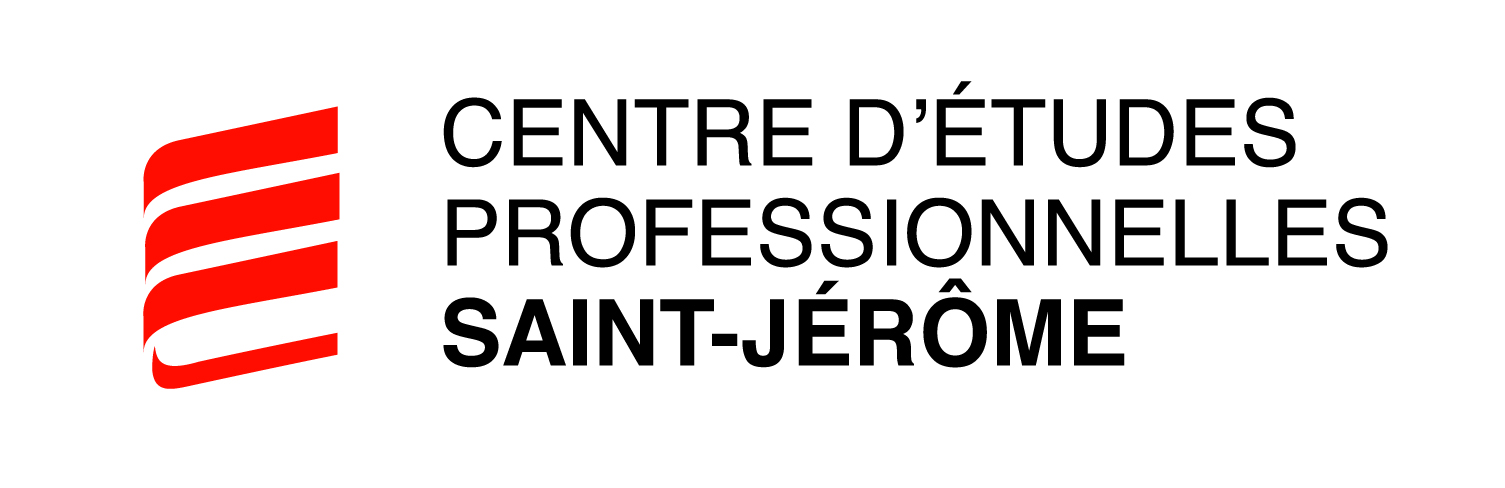 CENTRE D’ÉTUDES
PROFESSIONNELLES
SAINT-JÉRÔME